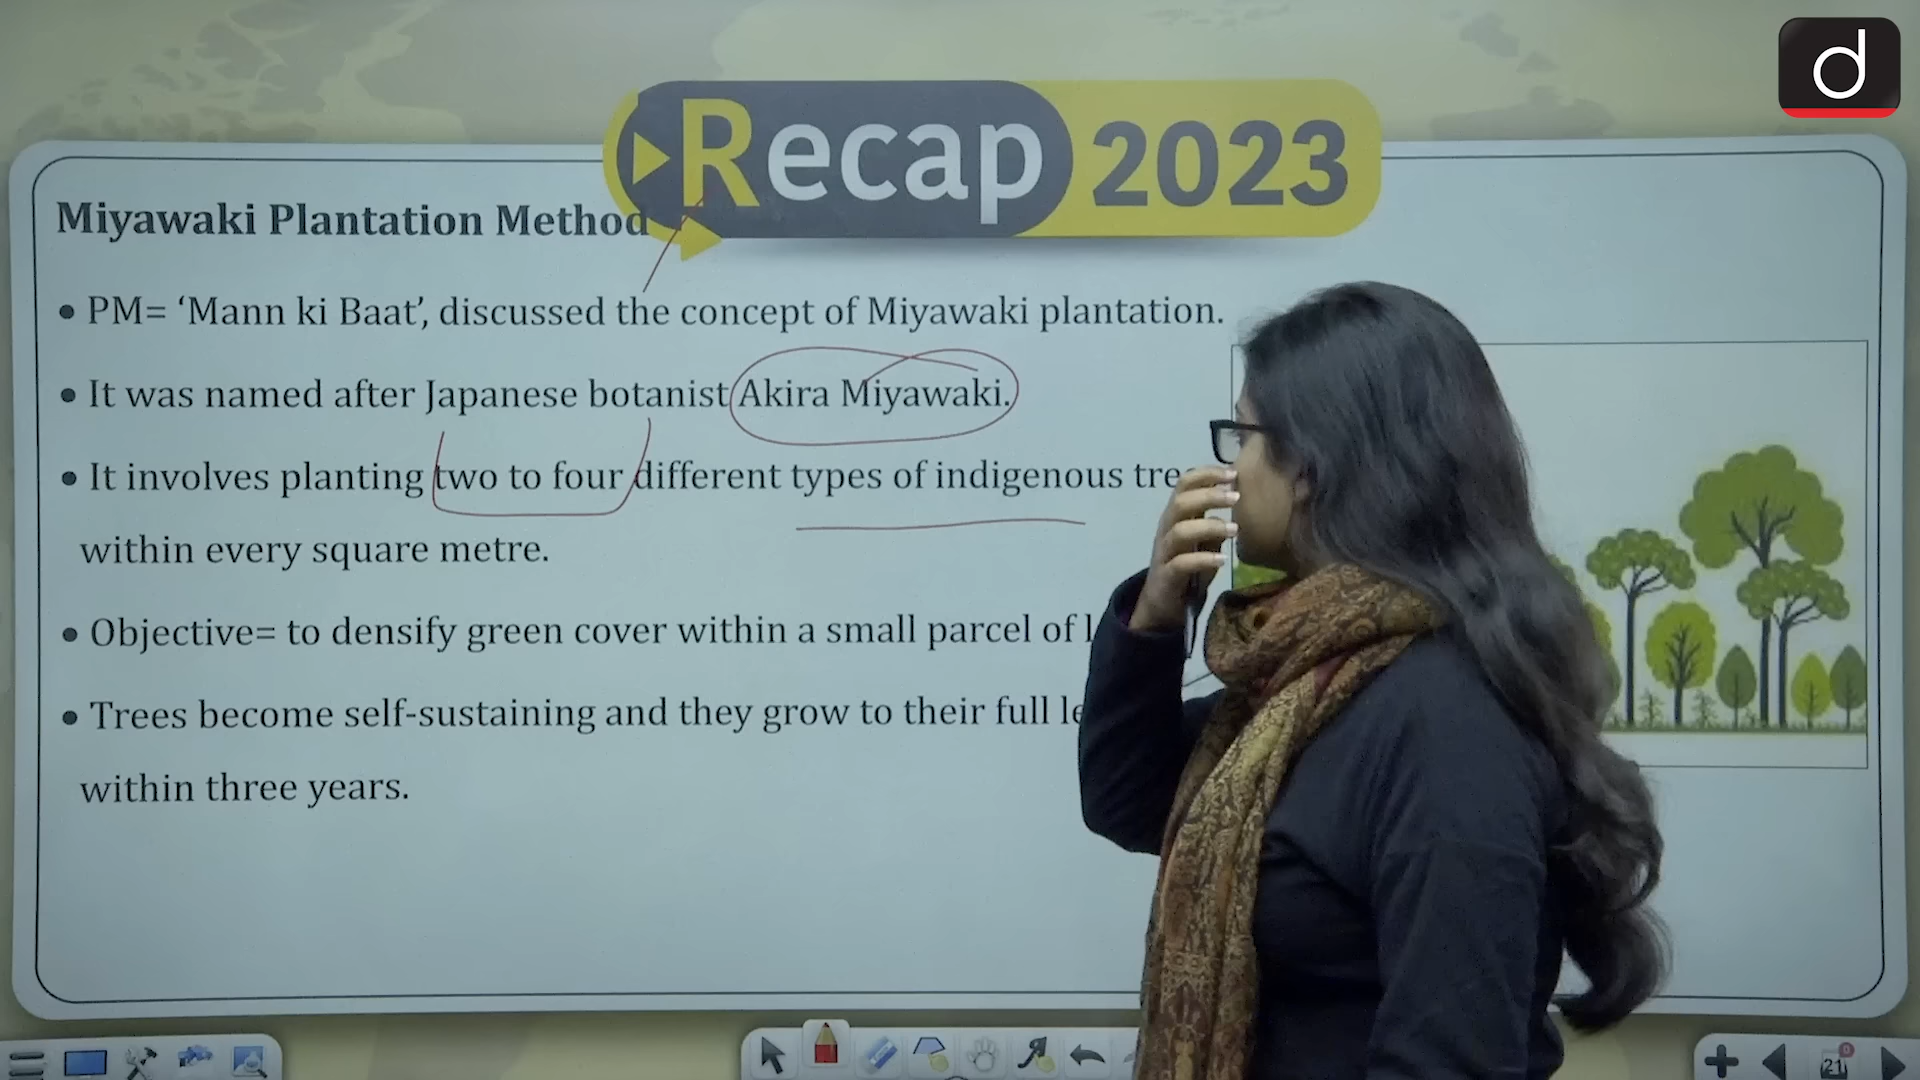 d
Recap 2023
Miyawaki Plantation Method
• PM= ‘Mann ki Baat’, discussed the concept of Miyawaki plantation.
• It was named after Japanese botanist Akira Miyawaki.
• It involves planting two to four different types of indigenous
within every square metre.
• Objective= to densify green cover within a small parcel of
• Trees become self-sustaining and they grow to their full
within three years.
21